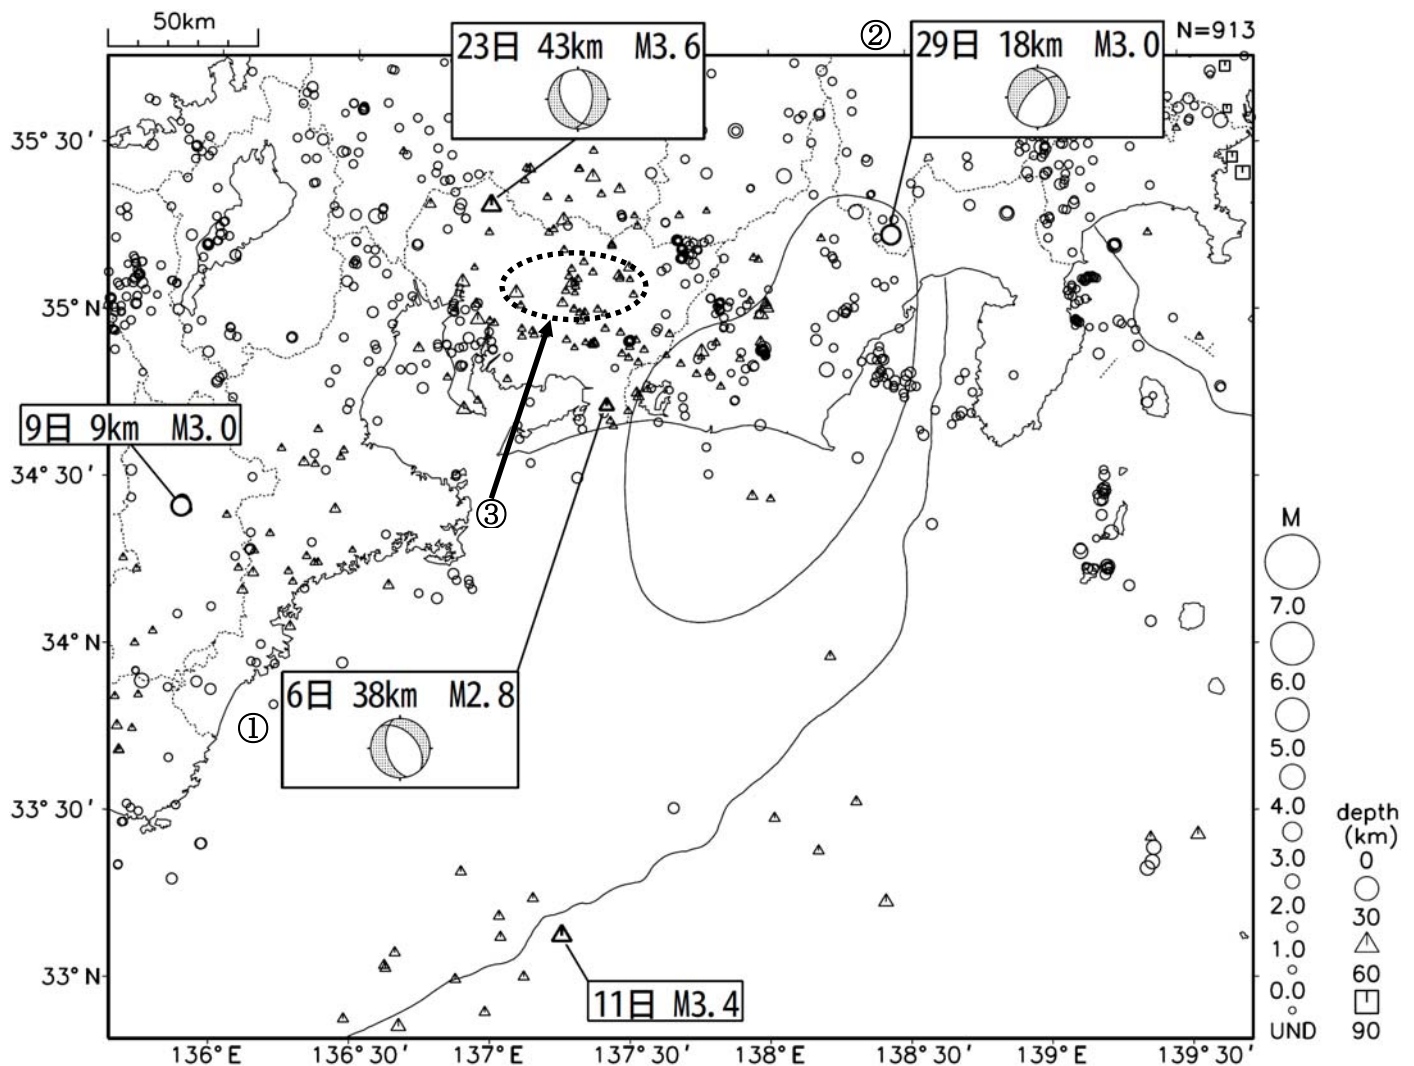 50km
N=913
23日 43km M3.6
②
29日 18km M3.0
35°30′
35°N
9日 9km M3.0
34°30′
③
34°N
①
6日 38km M2.8
33°30′
33°N
11日 M3.4
136°E
136°30′
137°E
137°30′
138°E
138°30′
139°E
139°30′
M
7.0
6.0
5.0
4.0
3.0
2.0
1.0
0.0
UND
depth
(km)
0
30
60
90